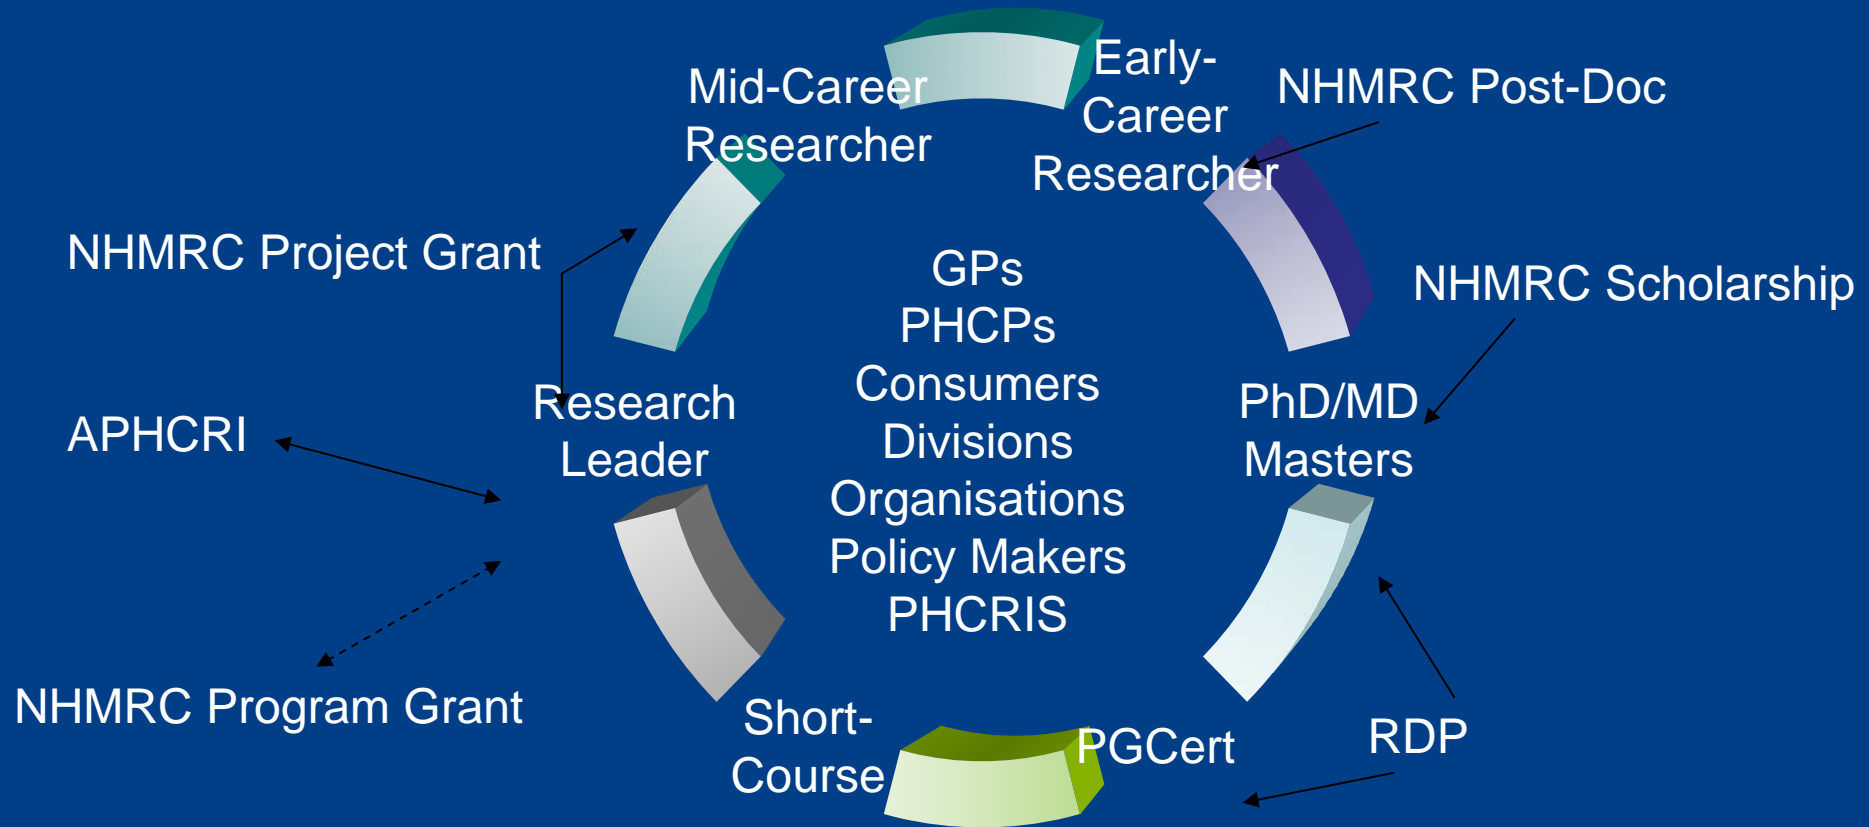 Mid-Career
Researcher
Early-
Career
Researcher
NHMRC Post-Doc
NHMRC Project Grant
NHMRC Scholarship
GPs
PHCPs
Consumers
Divisions
Organisations
Policy Makers
PHCRIS
Research
Leader
PhD/MD
Masters
APHCRI
NHMRC Program Grant
Short-
Course
PGCert
RDP